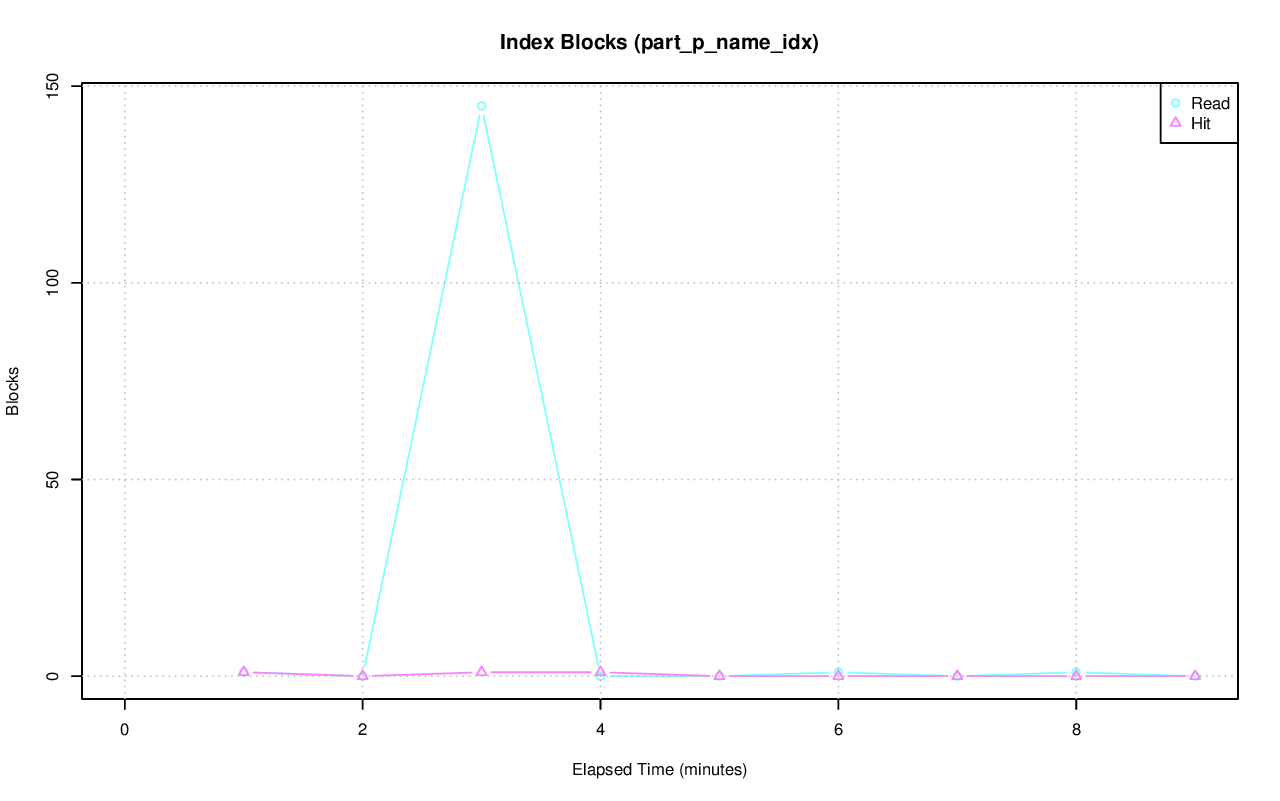 Index Blocks (part_p_name_idx)
Read
Hit
150
100
50
0
Blocks
0 2 4 6 8
Elapsed Time (minutes)